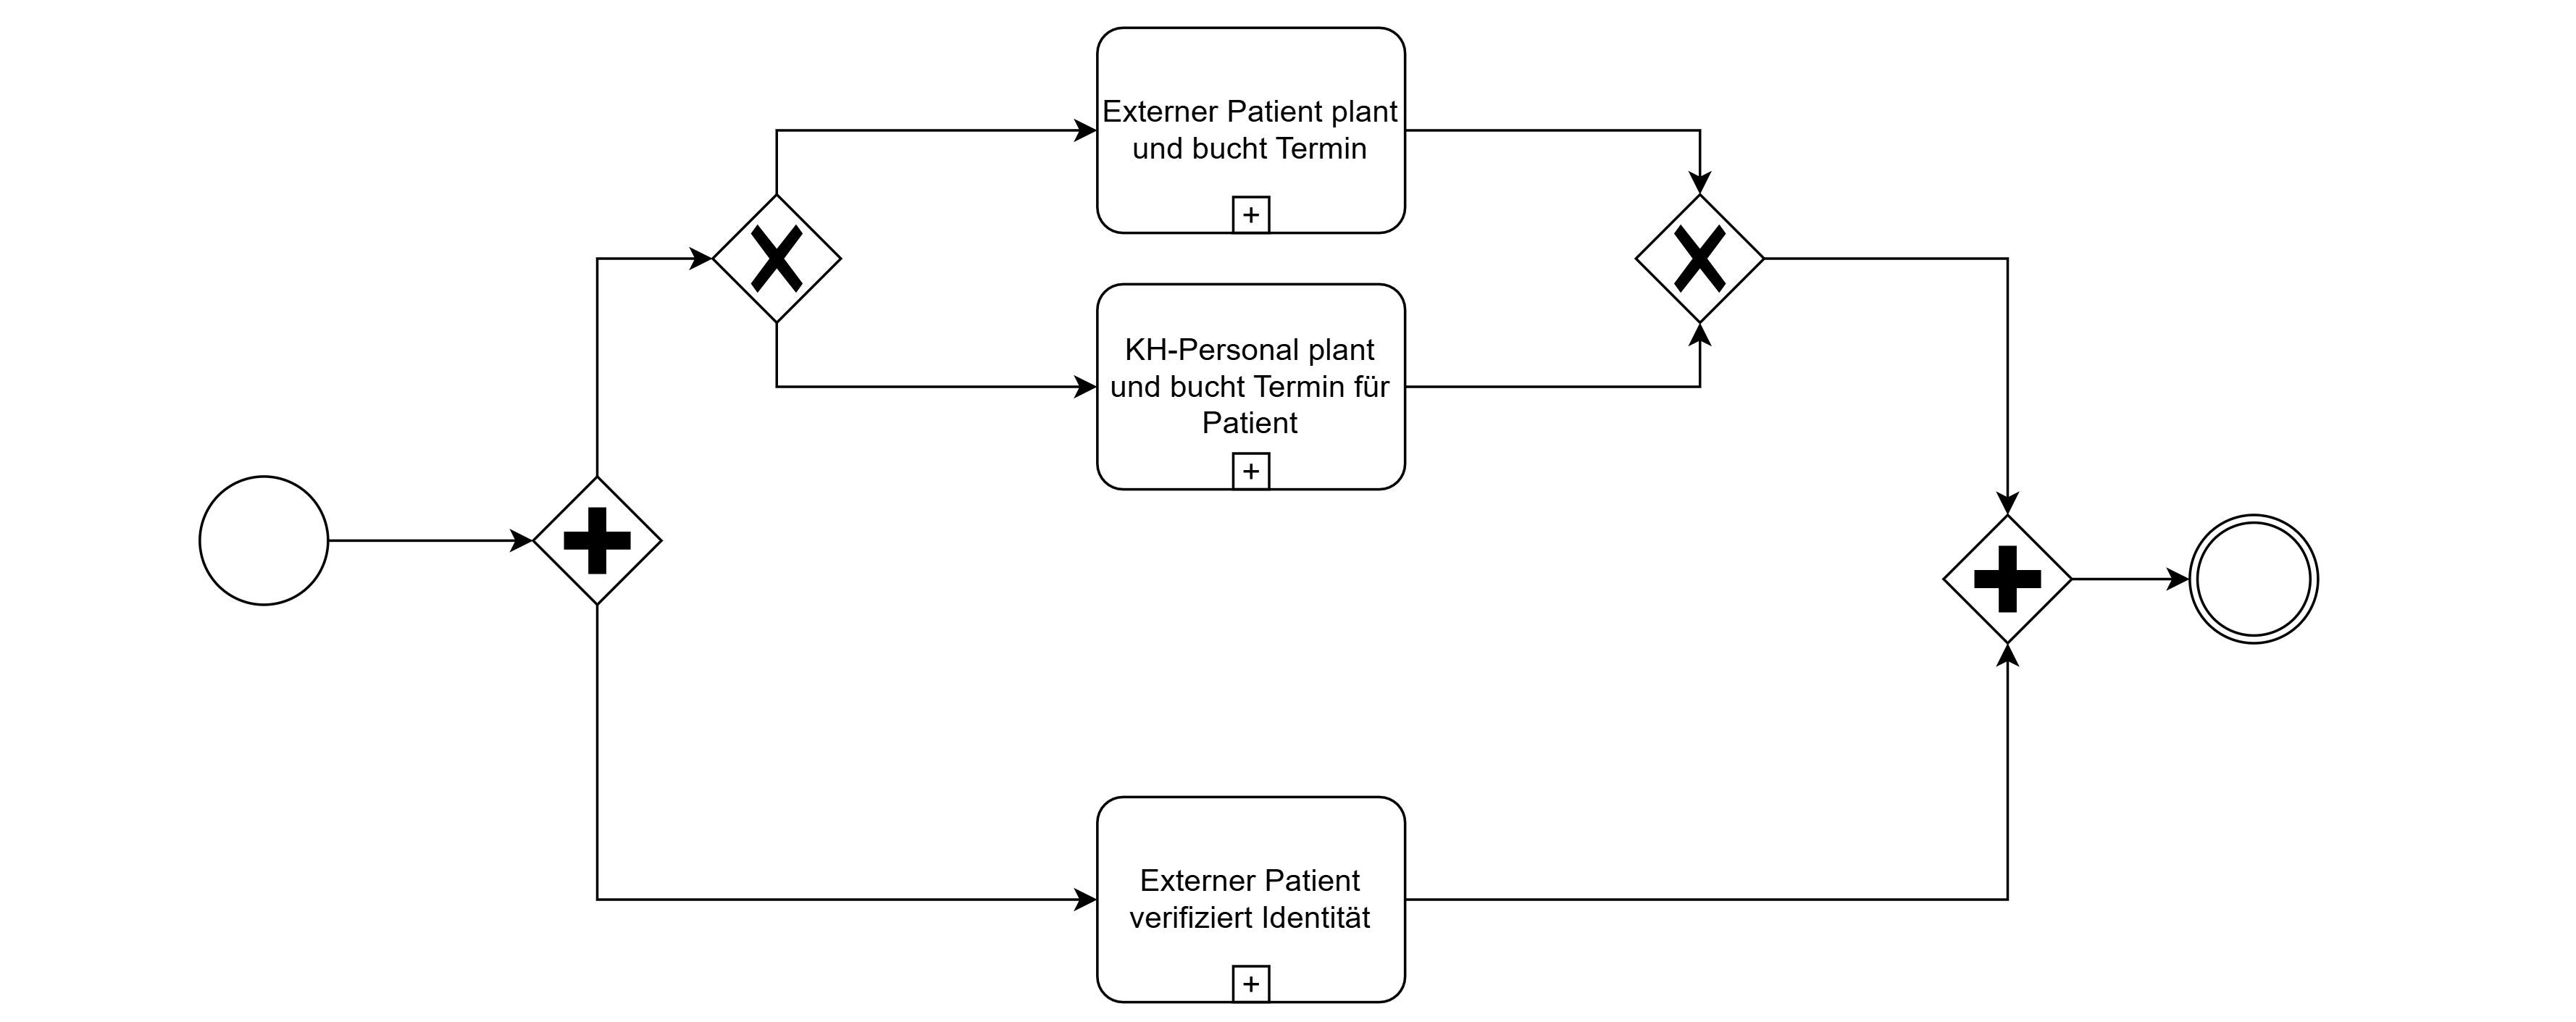 Externer Patient plant
und bucht Termin
KH-Personal plant
und bucht Termin für
Patient
Externer Patient
verifiziert Identität